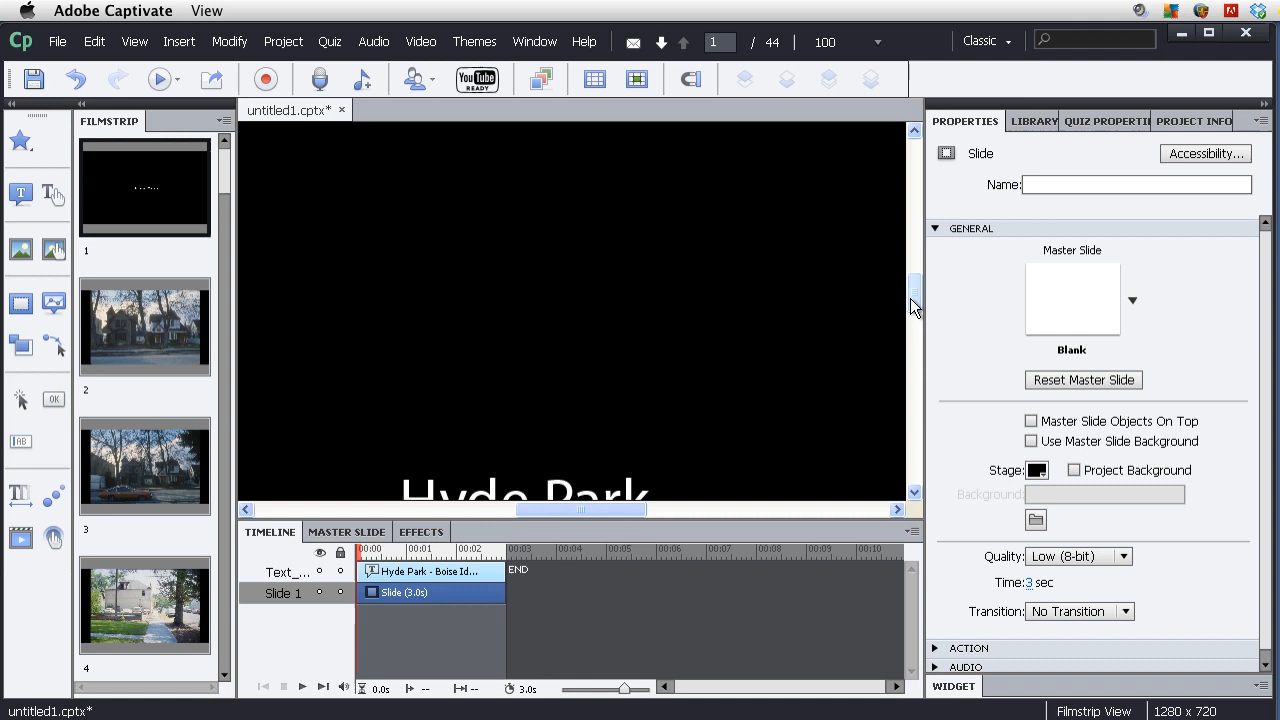 Adobe Captivate View
Cp File Edit View Insert Modify Project Quiz Audio Video Themes Window Help 1 / 44 100 Classic
YouTube READY
untitled1.cptx* ×
FILMSTRIP
PROPERTIES LIBRARY QUIZ PROPERTI PROJECT INFO
Slide Accessibility...
Name:
GENERAL
Master Slide
Blank
Reset Master Slide
Master Slide Objects On Top
Use Master Slide Background
Stage: Project Background
Background:
Quality: Low (8-bit)
Time: 3 sec
Transition: No Transition
ACTION
AUDIO
WIDGET
T
OK
AB
1
2
3
4
Hyde Park
TIMELINE MASTER SLIDE EFFECTS
00:00 00:01 00:02 00:03 00:04 00:05 00:06 00:07 00:08 00:09 00:10
Text_... Hyde Park - Boise Id... END
Slide 1 Slide (3.0s)
0.0s -- -- 3.0s
untitled1.cptx* Filmstrip View 1280 x 720